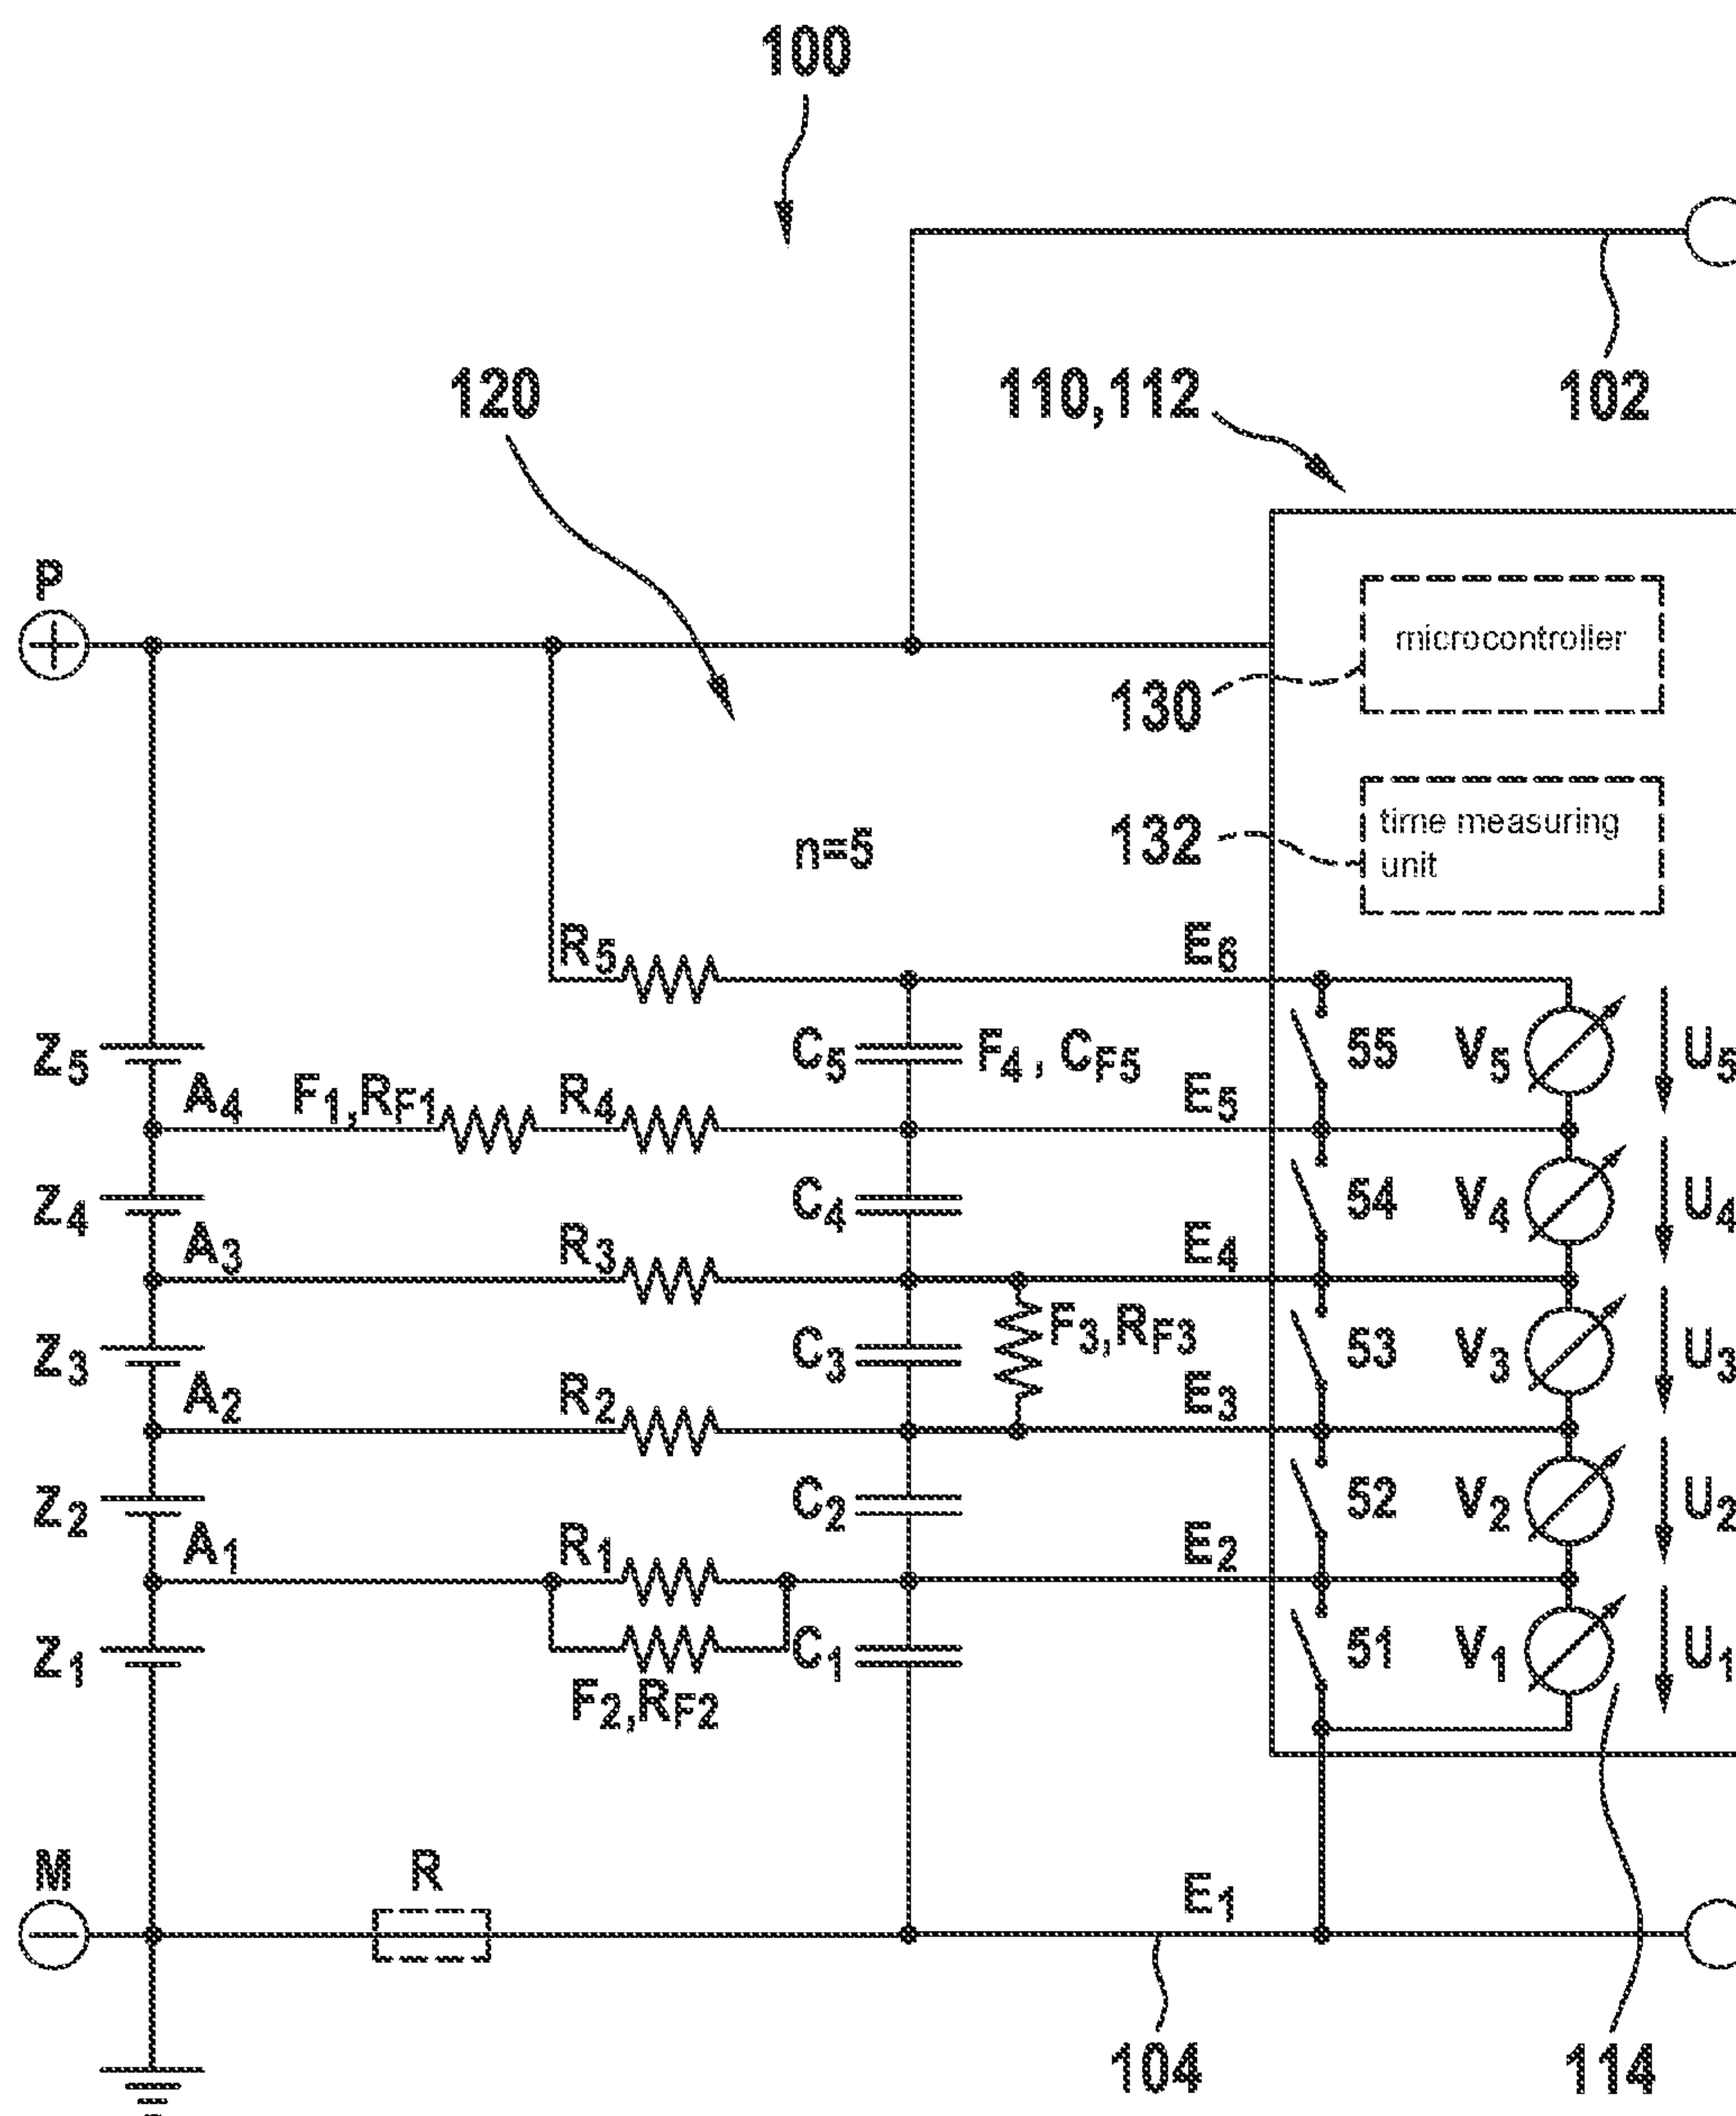 100
102
120
110,112
P
microcontroller
130
time measuring
unit
132
n=5
R5
E6
Z5
C5
F4 , CF5
55
V5
U5
A4
F1,RF1
R4
E5
Z4
C4
54
V4
U4
A3
R3
E4
F3,RF3
Z3
C3
53
V3
U3
A2
R2
E3
Z2
C2
52
V2
U2
A1
R1
E2
Z1
C1
51
V1
U1
F2,RF2
M
R
E1
104
114